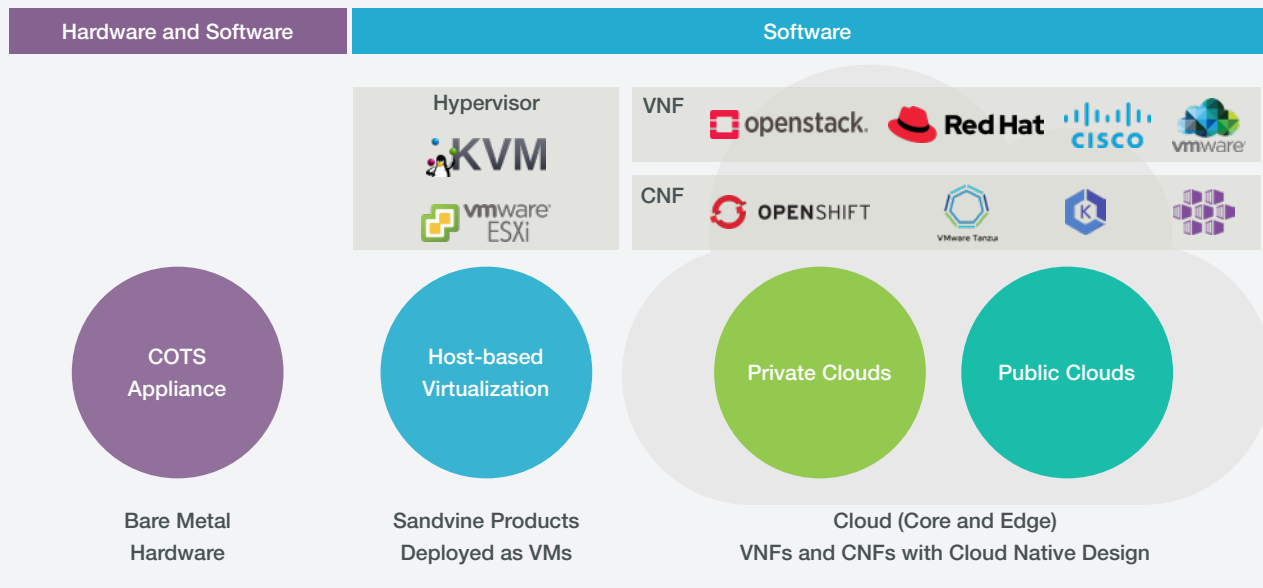 Hardware and Software
Software
Hypervisor
KVM
vmware®
ESXi
VNF
openstack.
Red Hat
CISCO
vmware
CNF
OPENSHIFT
VMware Tanzu
K
COTS
Appliance
Host-based
Virtualization
Private Clouds
Public Clouds
Bare Metal
Hardware
Sandvine Products
Deployed as VMs
Cloud (Core and Edge)
VNFs and CNFs with Cloud Native Design